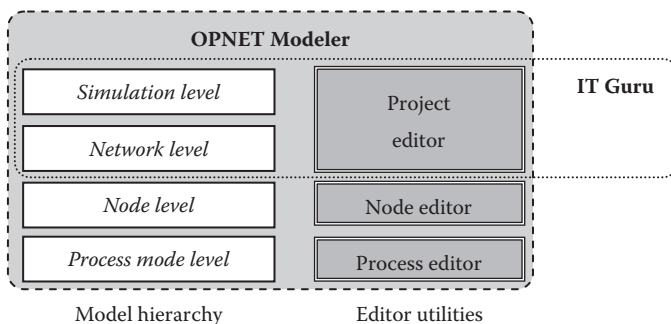 OPNET Modeler
IT Guru
Simulation level
Project
editor
Network level
Node level
Node editor
Process mode level
Process editor
Model hierarchy
Editor utilities